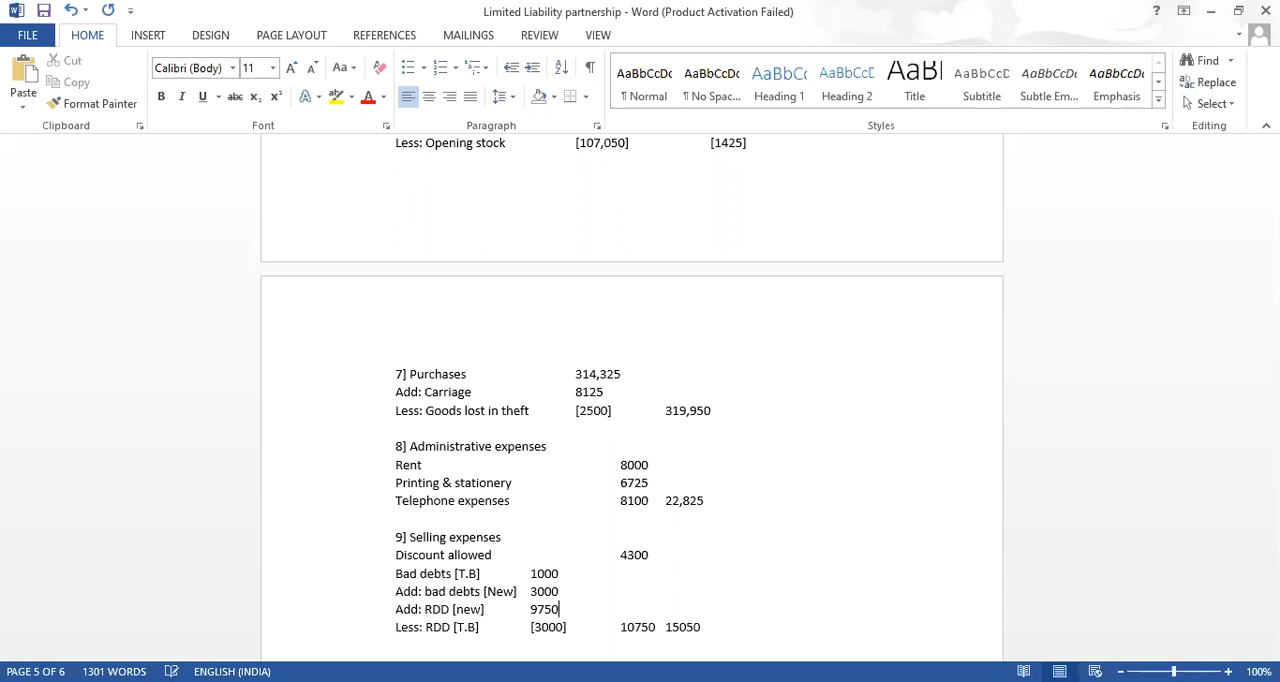 Limited Liability partnership - Word (Product Activation Failed)
FILE HOME INSERT DESIGN PAGE LAYOUT REFERENCES MAILINGS REVIEW VIEW
Paste
Cut
Copy
Format Painter
Clipboard
Calibri (Body) 11
Font
Paragraph
AaBbCcDc AaBbCcDc AaBbCc AaBbCcD AaBl AaBbCcD AaBbCcDc AaBbCcDc
¶ Normal ¶ No Spac... Heading 1 Heading 2 Title Subtitle Subtle Em... Emphasis
Styles
Find
Replace
Select
Editing
Less: Opening stock [107,050] [1425]
7] Purchases 314,325
Add: Carriage 8125
Less: Goods lost in theft [2500] 319,950
8] Administrative expenses
Rent 8000
Printing & stationery 6725
Telephone expenses 8100 22,825
9] Selling expenses
Discount allowed 4300
Bad debts [T.B] 1000
Add: bad debts [New] 3000
Add: RDD [new] 9750
Less: RDD [T.B] [3000] 10750 15050
PAGE 5 OF 6 1301 WORDS ENGLISH (INDIA) 100%